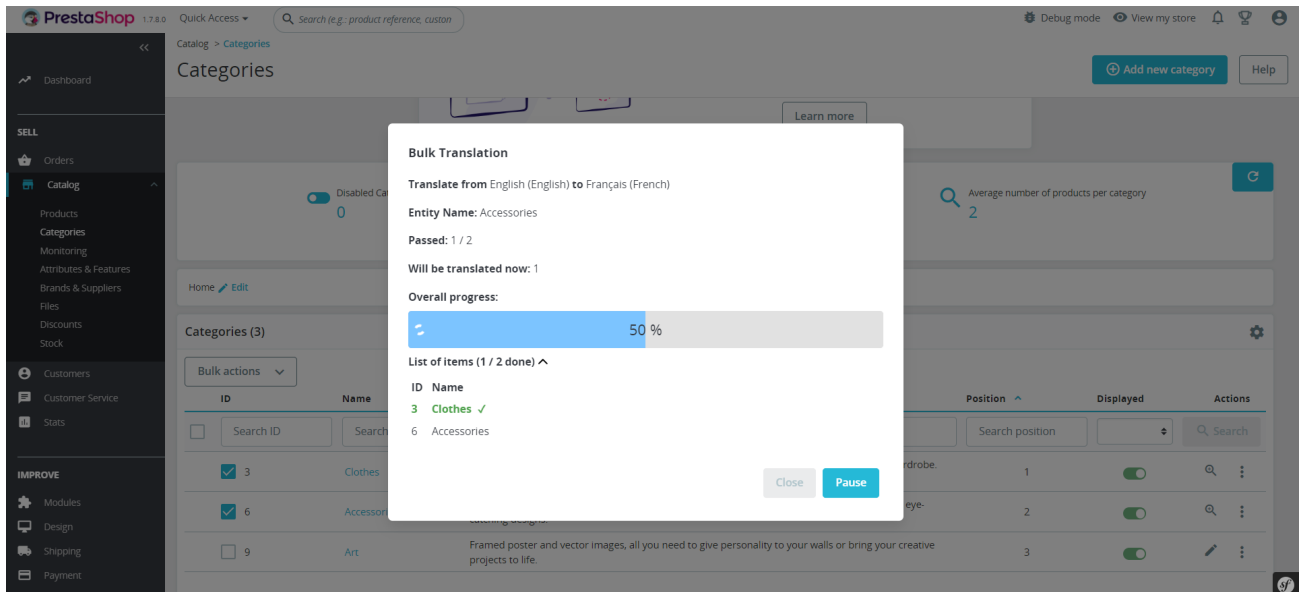 PrestaShop 1.7.8.0 Quick Access Search (e.g.: product reference, custon Debug mode View my store
Catalog > Categories
Categories
Add new category Help
Dashboard
SELL
Orders
Catalog
Products
Categories
Monitoring
Attributes & Features
Brands & Suppliers
Files
Discounts
Stock
Customers
Customer Service
Stats
IMPROVE
Modules
Design
Shipping
Payment
Learn more
Disabled Ca
0
Average number of products per category
2
Home Edit
Categories (3)
Bulk actions
ID Name Position Displayed Actions
Search ID Search Search position Search
3 Clothes rdrobe. 1
6 Accessor eye-
catching designs. 2
9 Art Framed poster and vector images, all you need to give personality to your walls or bring your creative
projects to life. 3
Bulk Translation
Translate from English (English) to Français (French)
Entity Name: Accessories
Passed: 1 / 2
Will be translated now: 1
Overall progress:
50 %
List of items (1 / 2 done)
ID Name
3 Clothes ✓
6 Accessories
Close Pause
sf